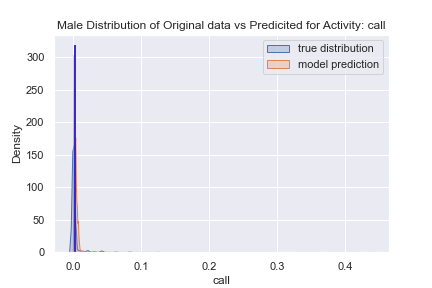 Male Distribution of Original data vs Predicited for Activity: call
true distribution
model prediction
Density
300
250
200
150
100
50
0
0.0 0.1 0.2 0.3 0.4
call